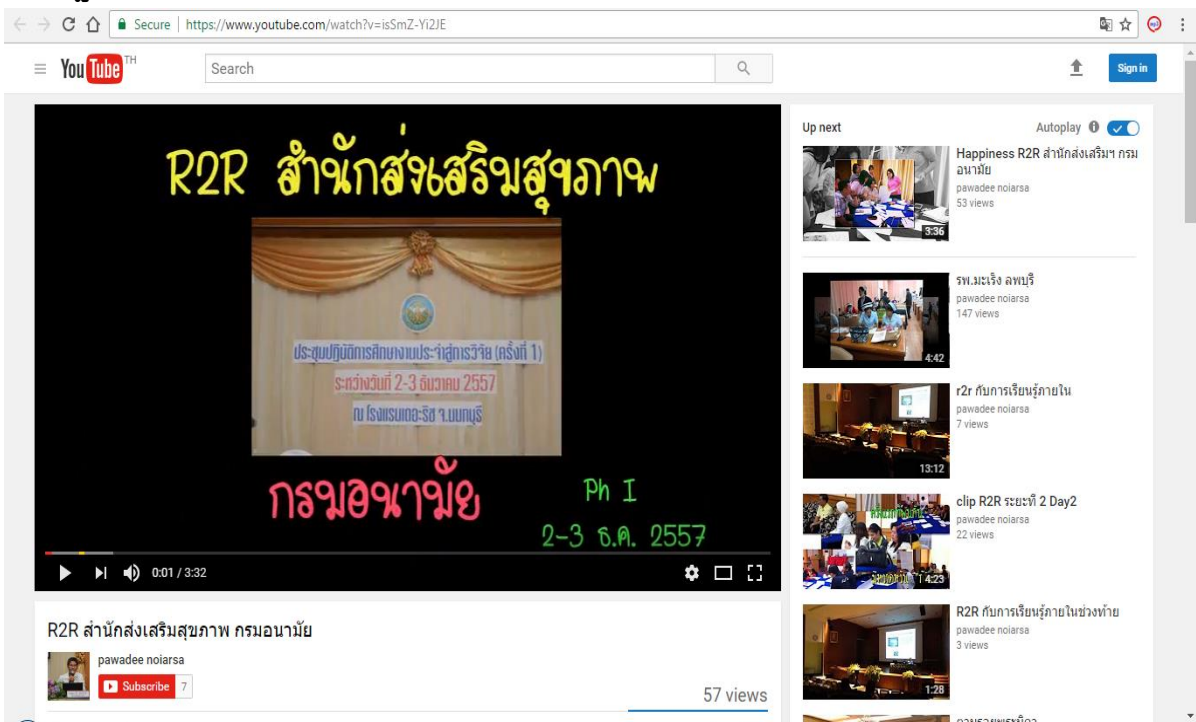 Secure https://www.youtube.com/watch?v=isSmZ-Yi2JE
YouTube TH
Search
Sign in
R2R สำนักส่งเสริมสุขภาพ
ประชุมปฏิบัติการศึกษางานประจำสู่การวิจัย (ครั้งที่ 1)
ระหว่างวันที่ 2-3 ธันวาคม 2557
ณ โรงแรมเดอะริช จ.นนทบุรี
กรมอนามัย
Ph I
2-3 ธ.ค. 2557
0:01 / 3:32
R2R สำนักส่งเสริมสุขภาพ กรมอนามัย
pawadee noiarsa
Subscribe 7
57 views
Up next
Autoplay
Happiness R2R สำนักส่งเสริมฯ กรม
อนามัย
pawadee noiarsa
53 views
3:36
รพ.มะเร็ง ลพบุรี
pawadee noiarsa
147 views
4:42
r2r กับการเรียนรู้ภายใน
pawadee noiarsa
7 views
13:12
clip R2R ระยะที่ 2 Day2
pawadee noiarsa
22 views
4:23
R2R กับการเรียนรู้ภายในช่วงท้าย
pawadee noiarsa
3 views
1:28